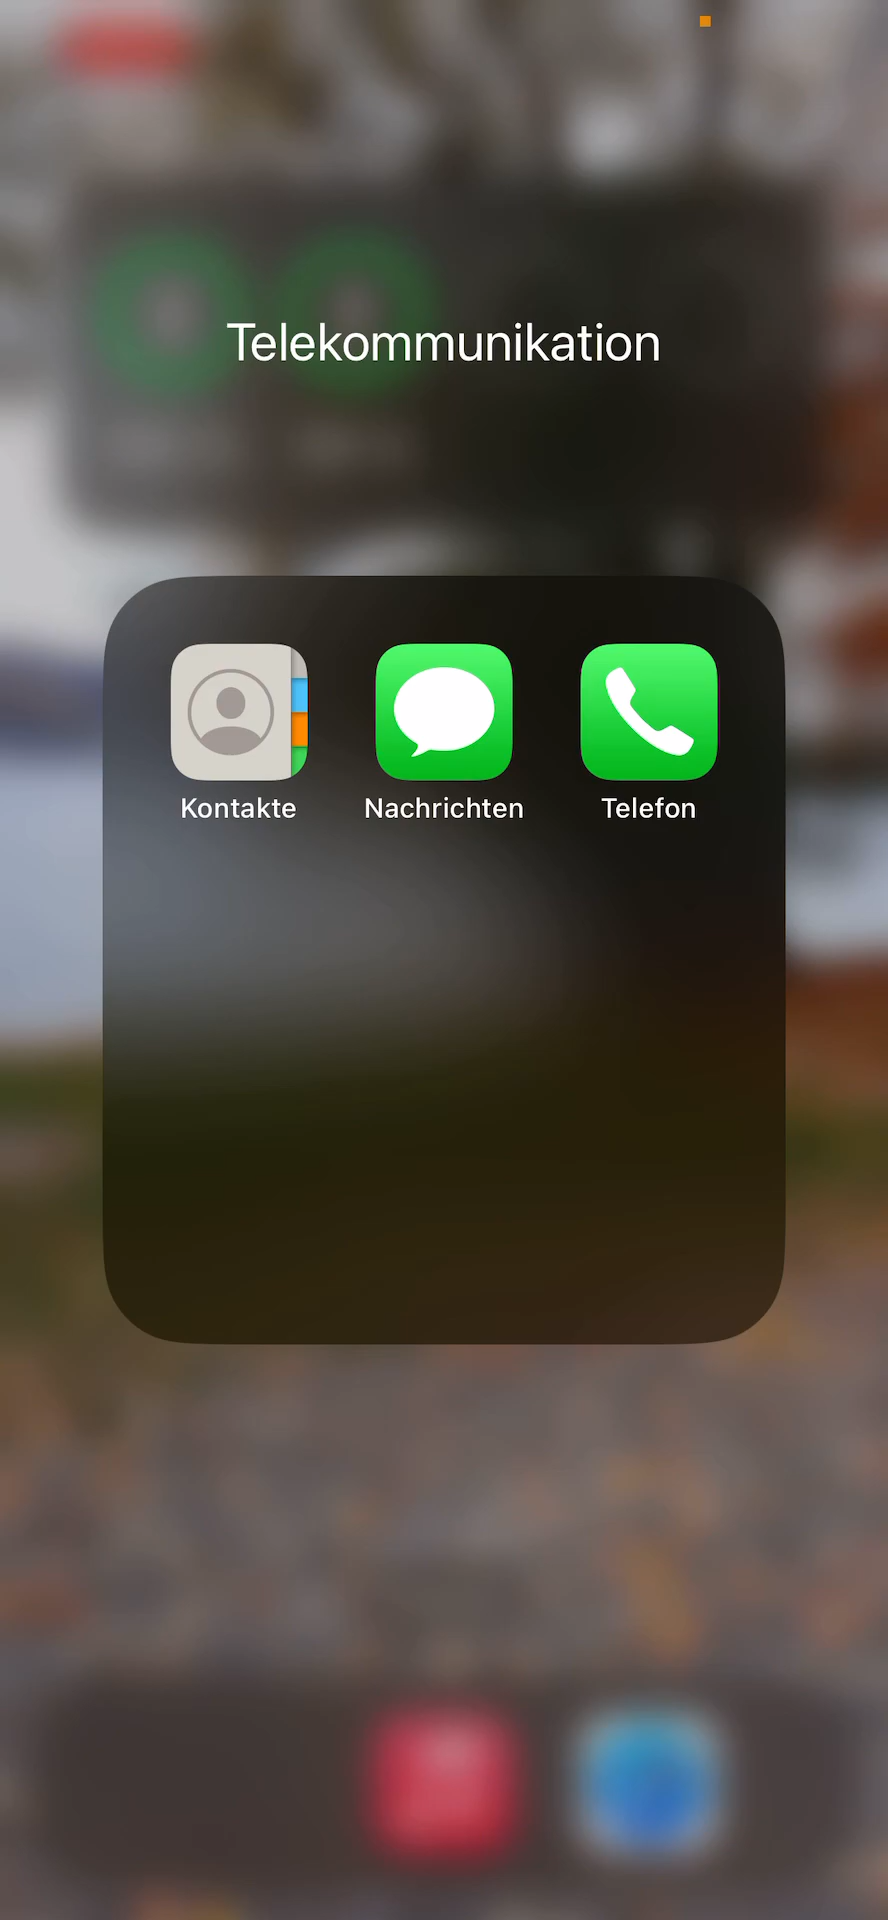 Telekommunikation
Kontakte
Nachrichten
Telefon